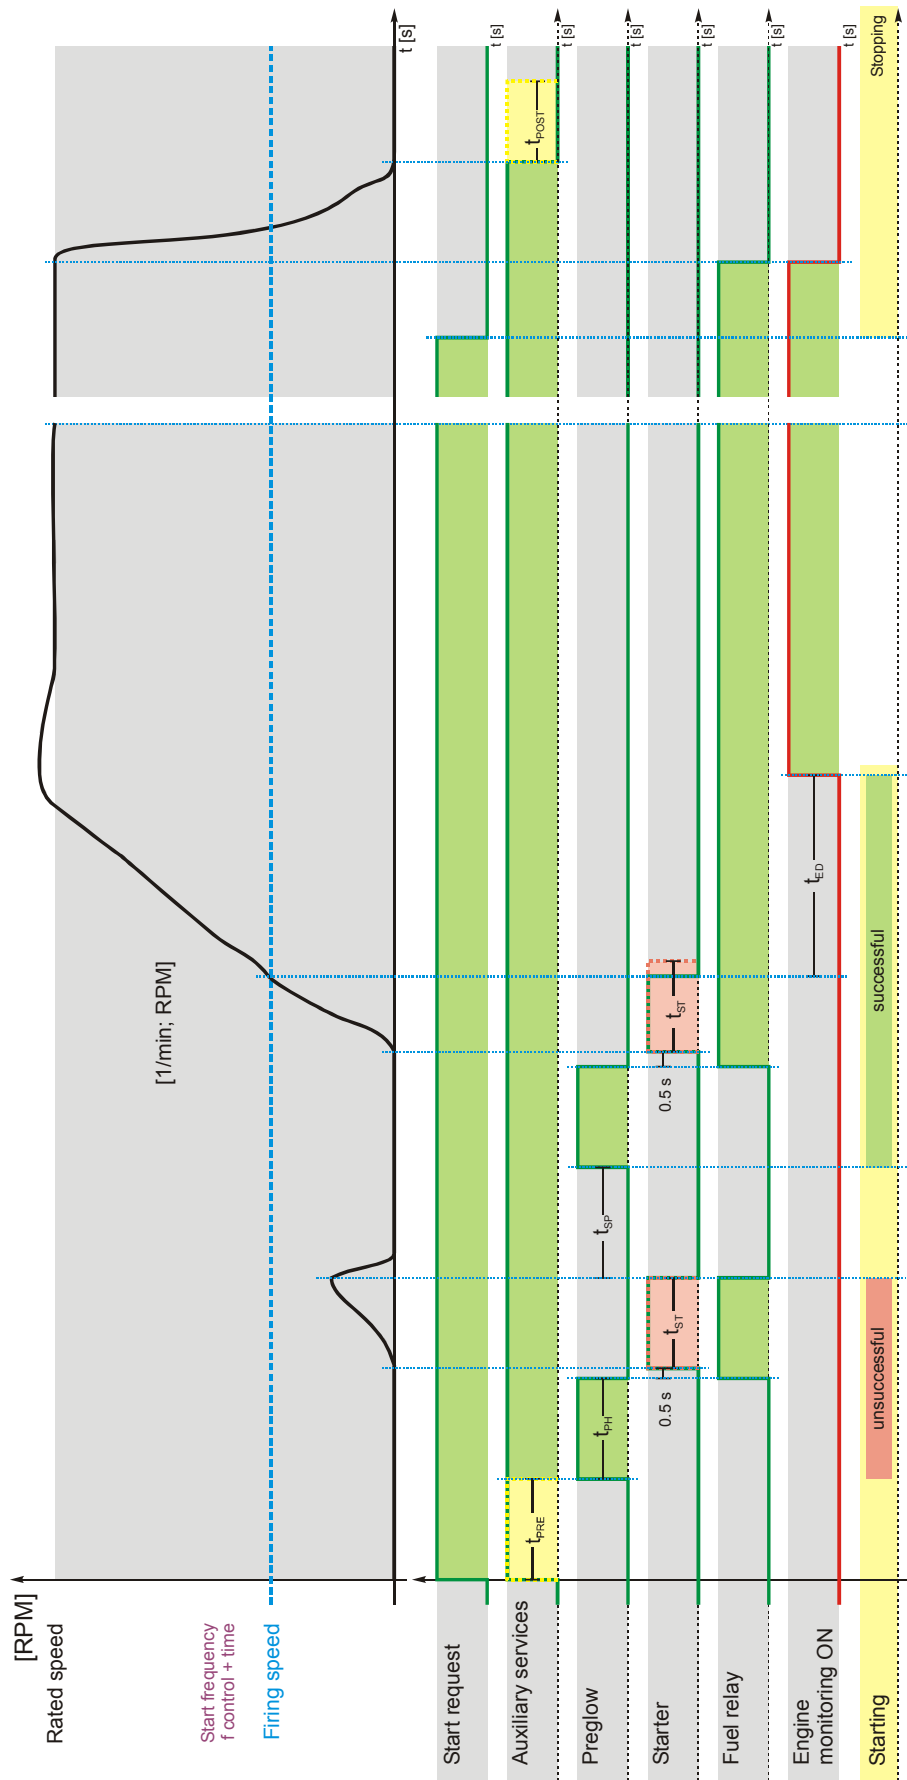 [RPM]
Rated speed
Start frequency
f control + time
Firing speed
[1/min; RPM]
t [s]
Start request
t [s]
Auxiliary services
tPRE
tPOST
t [s]
Preglow
tPH
tSP
t [s]
Starter
0.5 s
tST
0.5 s
tST
t [s]
Fuel relay
t [s]
Engine
monitoring ON
tED
t [s]
Starting
unsuccessful
successful
Stopping